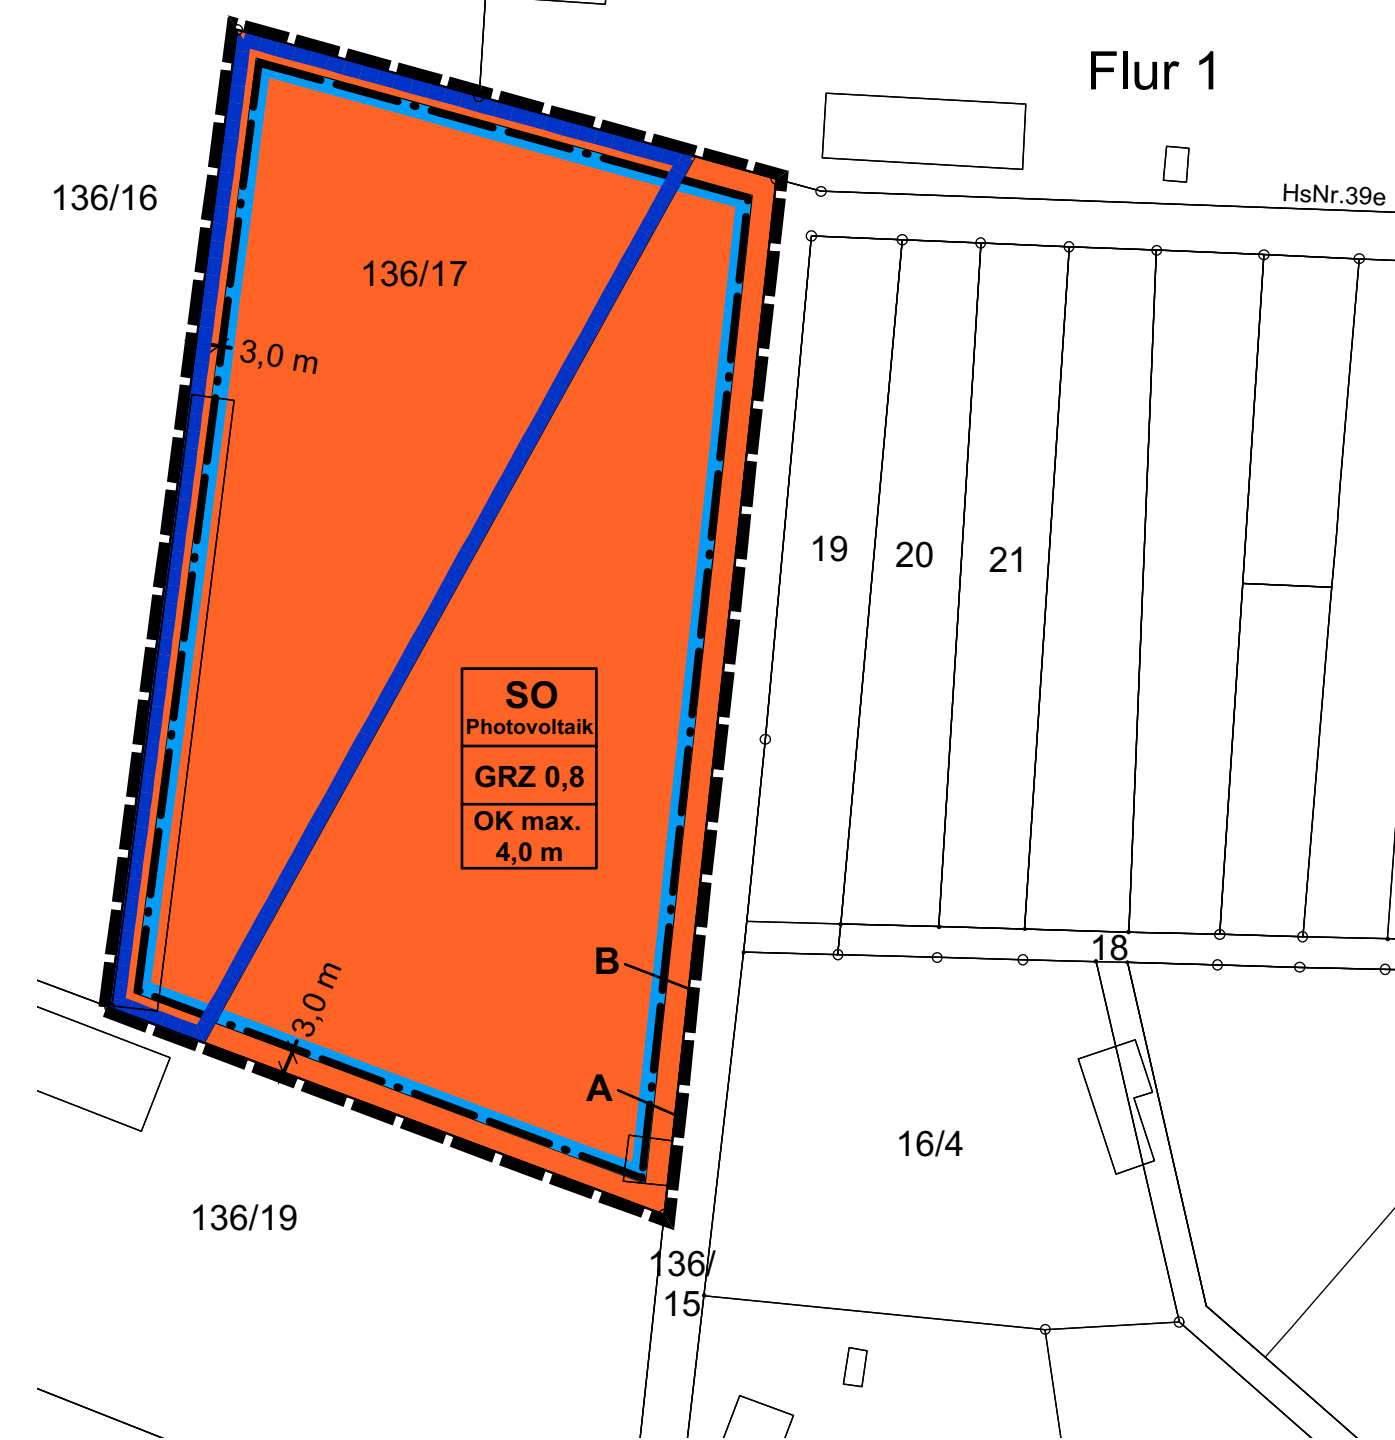 Flur 1
136/16
HsNr.39e
136/17
3,0 m
19
20
21
SO
Photovoltaik
GRZ 0,8
OK max.
4,0 m
18
B
3,0 m
A
16/4
136/19
136/
15